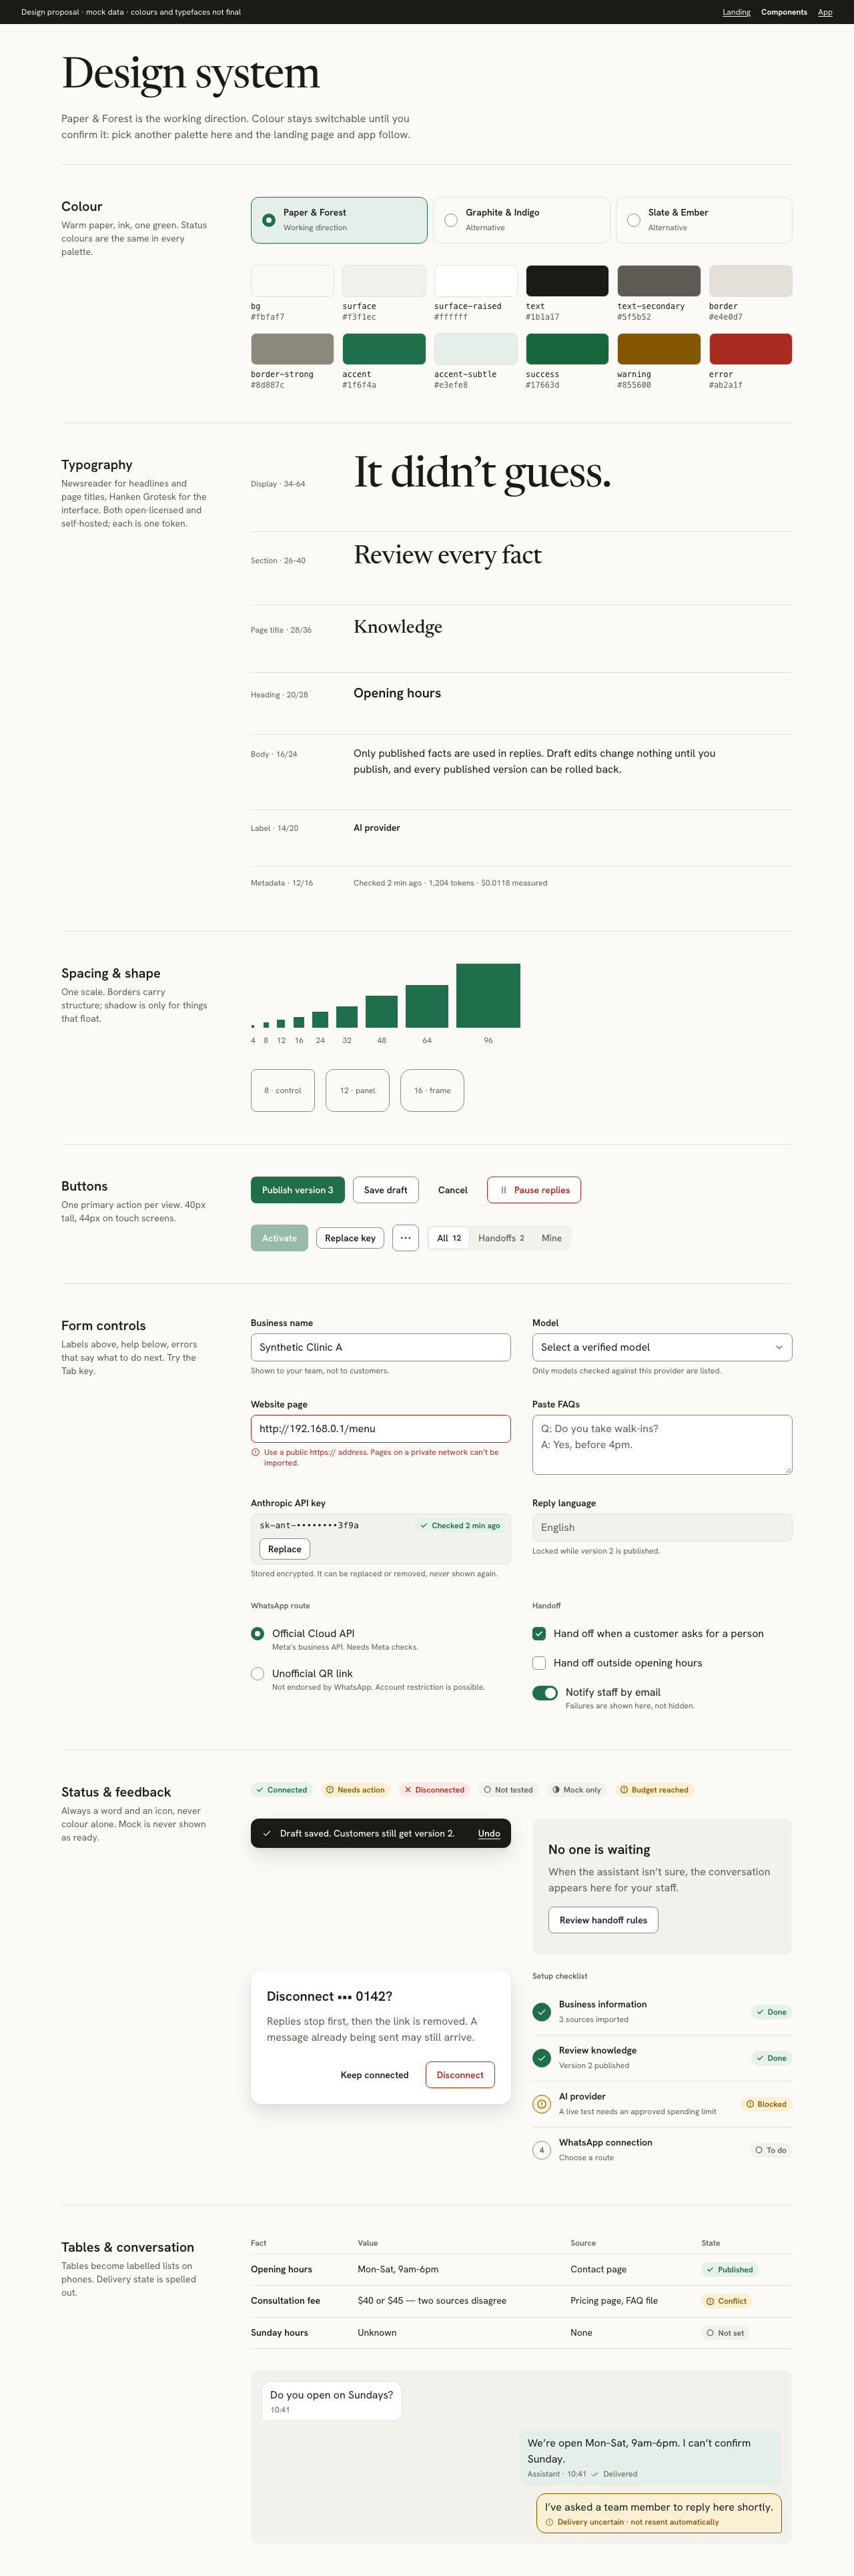 Design proposal · mock data · colours and typefaces not final
Landing Components App
Design system
Paper & Forest is the working direction. Colour stays switchable until you
confirm it: pick another palette here and the landing page and app follow.
Colour
Warm paper, ink, one green. Status
colours are the same in every
palette.
Paper & Forest
Working direction
Graphite & Indigo
Alternative
Slate & Ember
Alternative
bg
#fbfaf7
surface
#f3f1ec
surface-raised
#ffffff
text
#1b1a17
text-secondary
#5f5b52
border
#e4e0d7
border-strong
#8d887c
accent
#1f6f4a
accent-subtle
#e3efe8
success
#17663d
warning
#855600
error
#ab2a1f
Typography
Newsreader for headlines and
page titles, Hanken Grotesk for the
interface. Both open-licensed and
self-hosted; each is one token.
Display · 34-64
It didn’t guess.
Section · 26-40
Review every fact
Page title · 28/36
Knowledge
Heading · 20/28
Opening hours
Body · 16/24
Only published facts are used in replies. Draft edits change nothing until you
publish, and every published version can be rolled back.
Label · 14/20
AI provider
Metadata · 12/16
Checked 2 min ago · 1,204 tokens · $0.0118 measured
Spacing & shape
One scale. Borders carry
structure; shadow is only for things
that float.
4 8 12 16 24 32 48 64 96
8 · control
12 · panel
16 · frame
Buttons
One primary action per view. 40px
tall, 44px on touch screens.
Publish version 3
Save draft
Cancel
Pause replies
Activate
Replace key
···
All 12
Handoffs 2
Mine
Form controls
Labels above, help below, errors
that say what to do next. Try the
Tab key.
Business name
Synthetic Clinic A
Shown to your team, not to customers.
Model
Select a verified model
Only models checked against this provider are listed.
Website page
http://192.168.0.1/menu
Use a public https:// address. Pages on a private network can’t be
imported.
Paste FAQs
Q: Do you take walk-ins?
A: Yes, before 4pm.
Anthropic API key
sk-ant-••••••••3f9a
Checked 2 min ago
Replace
Stored encrypted. It can be replaced or removed, never shown again.
Reply language
English
Locked while version 2 is published.
WhatsApp route
Official Cloud API
Meta’s business API. Needs Meta checks.
Unofficial QR link
Not endorsed by WhatsApp. Account restriction is possible.
Handoff
Hand off when a customer asks for a person
Hand off outside opening hours
Notify staff by email
Failures are shown here, not hidden.
Status & feedback
Always a word and an icon, never
colour alone. Mock is never shown
as ready.
Connected
Needs action
Disconnected
Not tested
Mock only
Budget reached
Draft saved. Customers still get version 2.
Undo
No one is waiting
When the assistant isn’t sure, the conversation
appears here for your staff.
Review handoff rules
Disconnect ••• 0142?
Replies stop first, then the link is removed. A
message already being sent may still arrive.
Keep connected
Disconnect
Setup checklist
Business information
3 sources imported
Done
Review knowledge
Version 2 published
Done
AI provider
A live test needs an approved spending limit
Blocked
4
WhatsApp connection
Choose a route
To do
Tables & conversation
Tables become labelled lists on
phones. Delivery state is spelled
out.
Fact Value Source State
Opening hours Mon–Sat, 9am–6pm Contact page Published
Consultation fee $40 or $45 — two sources disagree Pricing page, FAQ file Conflict
Sunday hours Unknown None Not set
Do you open on Sundays?
10:41
We’re open Mon–Sat, 9am–6pm. I can’t confirm
Sunday.
Assistant · 10:41 Delivered
I’ve asked a team member to reply here shortly.
Delivery uncertain · not resent automatically